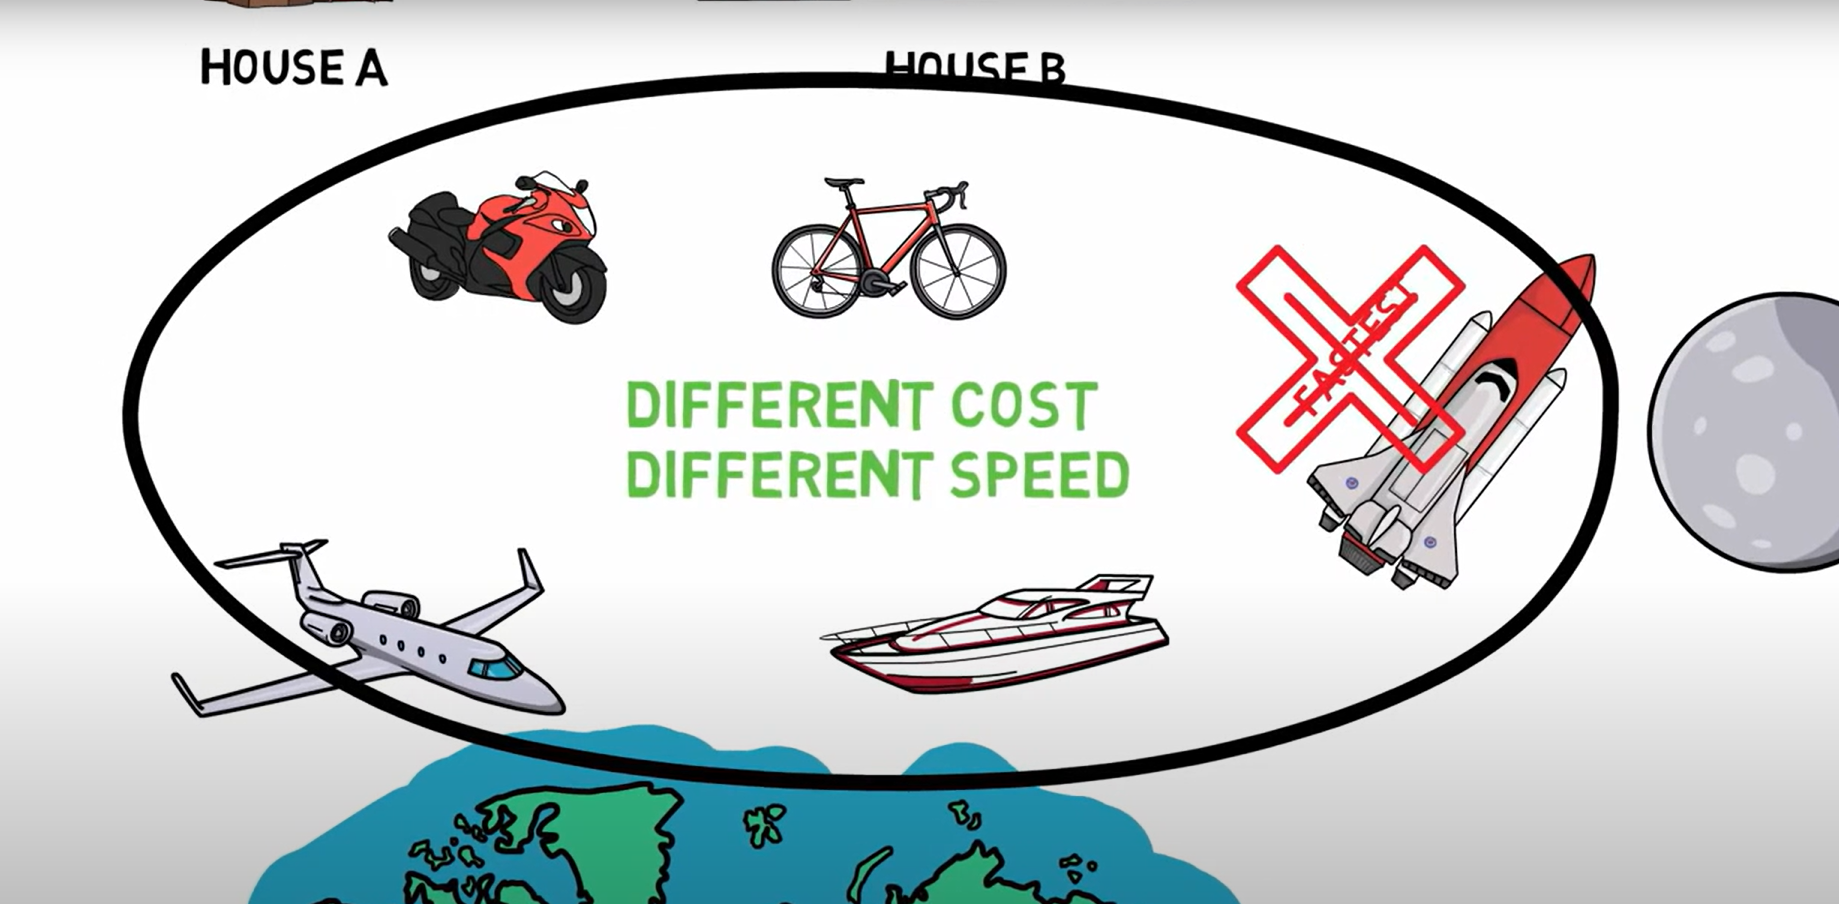 HOUSE A
HOUSE B
FASTEST
DIFFERENT COST
DIFFERENT SPEED